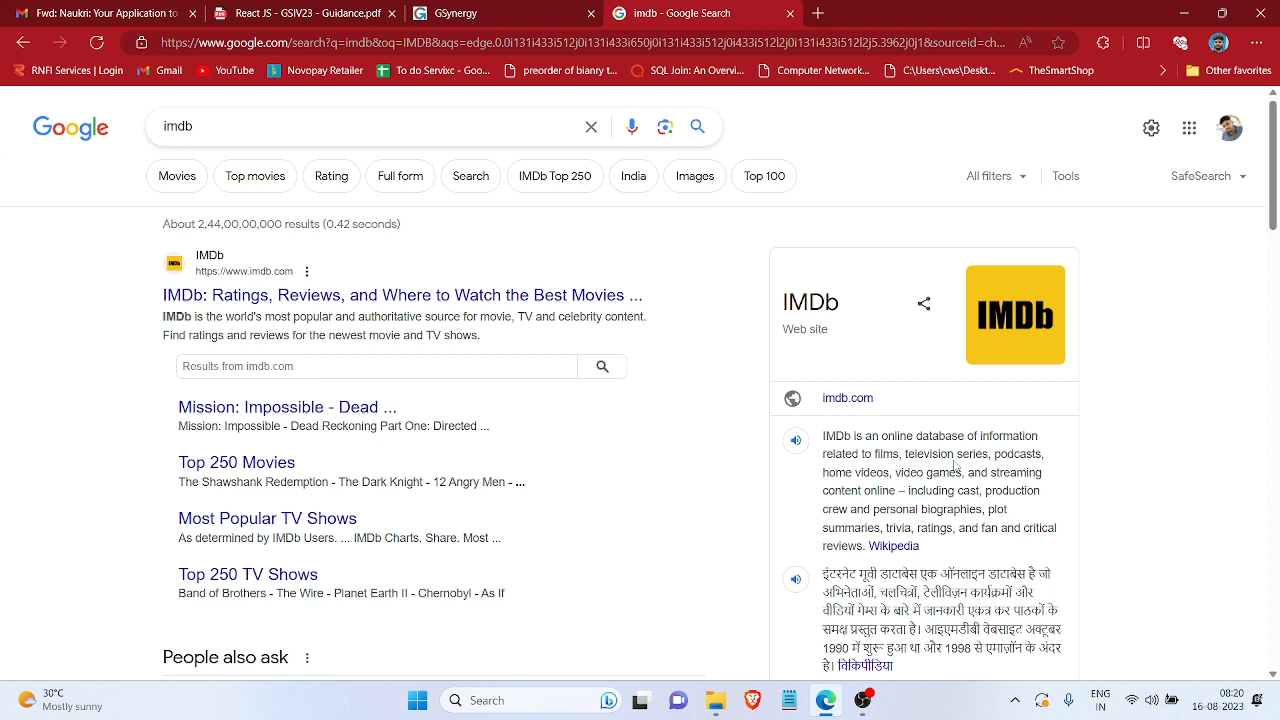 Fwd: Naukri: Your Application to
React JS - GSIV23 - Guidance.pdf
GSynergy
imdb - Google Search
https://www.google.com/search?q=imdb&oq=IMDB&aqs=edge.0.0i131i433i512j0i131i433i650j0i131i433i512j0i433i512l2j0i131i433i512j0i433i512l2j5.3962j0j1&sourceid=ch...
RNFI Services | Login
Gmail
YouTube
Novopay Retailer
To do Servixc - Goo...
preorder of bianry t...
SQL Join: An Overvi...
Computer Network...
C:\Users\cws\Deskt...
TheSmartShop
Other favorites
Google
imdb
Movies
Top movies
Rating
Full form
Search
IMDb Top 250
India
Images
Top 100
All filters
Tools
SafeSearch
About 2,44,00,00,000 results (0.42 seconds)
IMDb
IMDb
https://www.imdb.com
IMDb: Ratings, Reviews, and Where to Watch the Best Movies ...
IMDb is the world's most popular and authoritative source for movie, TV and celebrity content.
Find ratings and reviews for the newest movie and TV shows.
Results from imdb.com
Mission: Impossible - Dead ...
Mission: Impossible - Dead Reckoning Part One: Directed ...
Top 250 Movies
The Shawshank Redemption - The Dark Knight - 12 Angry Men - ...
Most Popular TV Shows
As determined by IMDb Users. ... IMDb Charts. Share. Most ...
Top 250 TV Shows
Band of Brothers - The Wire - Planet Earth II - Chernobyl - As If
People also ask
IMDb
Web site
IMDb
imdb.com
IMDb is an online database of information
related to films, television series, podcasts,
home videos, video games, and streaming
content online – including cast, production
crew and personal biographies, plot
summaries, trivia, ratings, and fan and critical
reviews. Wikipedia
इंटरनेट मूवी डाटाबेस एक ऑनलाइन डाटाबेस है जो
अभिनेताओं, चलचित्रों, टेलीविज़न कार्यक्रमों और
वीडियों गेम्स के बारे में जानकारी एकत्र कर पाठकों के
समक्ष प्रस्तुत करता है। आइएमडीबी वेबसाइट अक्टूबर
1990 में शुरू हुआ था और 1998 से एमाज़ॉन के अंदर
है। विकिपीडिया
30°C
Mostly sunny
Search
ENG
IN
08:20
16-08-2023